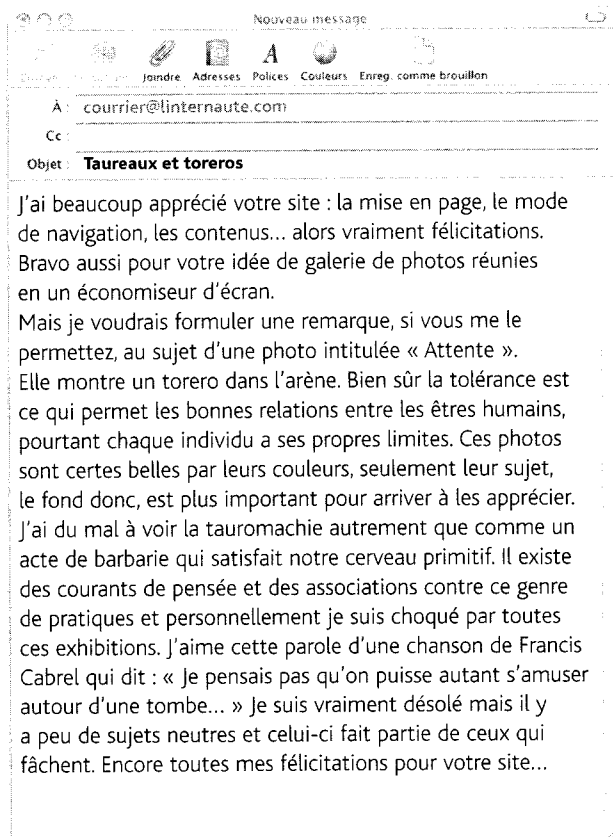 Nouveau message
Joindre Adresses Polices Couleurs Enreg. comme brouillon
À : courrier@linternaute.com
Cc :
Objet : Taureaux et toreros
J'ai beaucoup apprécié votre site : la mise en page, le mode
de navigation, les contenus... alors vraiment félicitations.
Bravo aussi pour votre idée de galerie de photos réunies
en un économiseur d'écran.
Mais je voudrais formuler une remarque, si vous me le
permettez, au sujet d'une photo intitulée « Attente ».
Elle montre un torero dans l'arène. Bien sûr la tolérance est
ce qui permet les bonnes relations entre les êtres humains,
pourtant chaque individu a ses propres limites. Ces photos
sont certes belles par leurs couleurs, seulement leur sujet,
le fond donc, est plus important pour arriver à les apprécier.
J'ai du mal à voir la tauromachie autrement que comme un
acte de barbarie qui satisfait notre cerveau primitif. Il existe
des courants de pensée et des associations contre ce genre
de pratiques et personnellement je suis choqué par toutes
ces exhibitions. J'aime cette parole d'une chanson de Francis
Cabrel qui dit : « Je pensais pas qu'on puisse autant s'amuser
autour d'une tombe... » Je suis vraiment désolé mais il y
a peu de sujets neutres et celui-ci fait partie de ceux qui
fâchent. Encore toutes mes félicitations pour votre site...